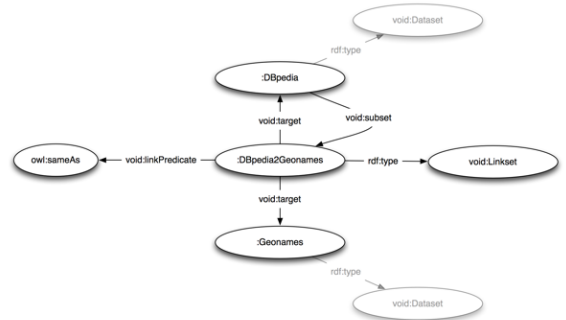 void:Dataset
rdf:type
:DBpedia
void:target
void:subset
owl:sameAs
void:linkPredicate
:DBpedia2Geonames
rdf:type
void:Linkset
void:target
:Geonames
rdf:type
void:Dataset